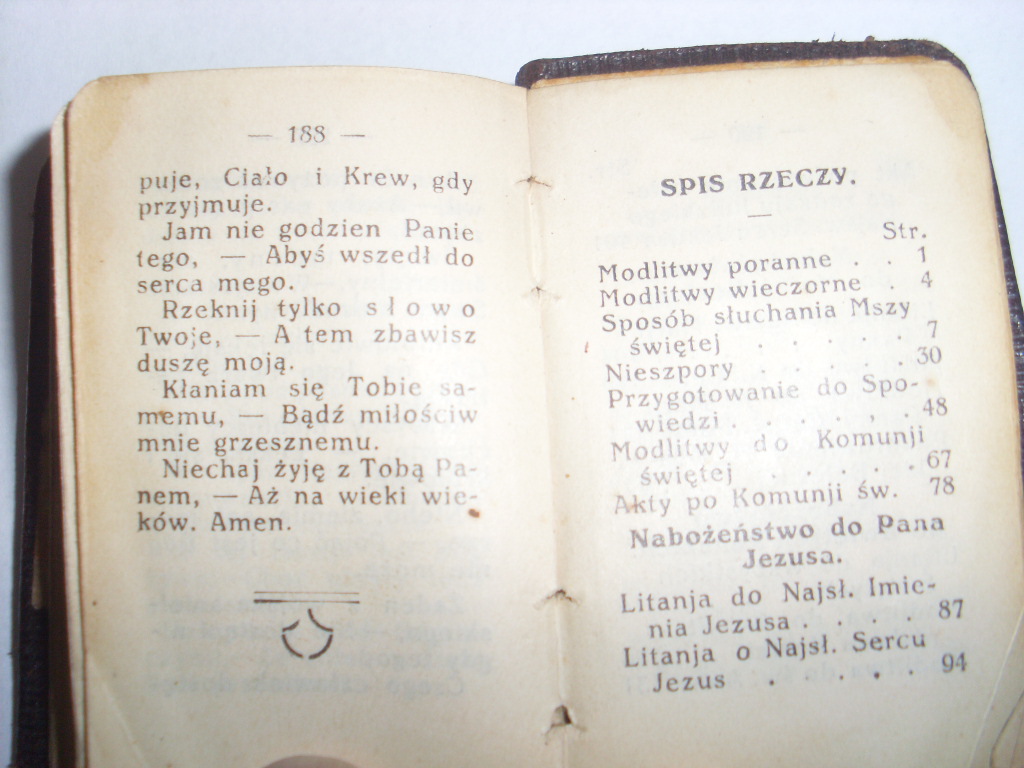 — 188 —
puje, Ciało i Krew, gdy
przyjmuje.
Jam nie godzien Panie
tego, — Abyś wszedł do
serca mego.
Rzeknij tylko słowo
Twoje, — A tem zbawisz
duszę moją.
Kłaniam się Tobie sa-
memu, — Bądź miłościw
mnie grzesznemu.
Niechaj żyję z Tobą Pa-
nem, — Aż na wieki wie-
ków. Amen.
SPIS RZECZY.
—
Str.
Modlitwy poranne . . 1
Modlitwy wieczorne . 4
Sposób słuchania Mszy
świętej . . . . . 7
Nieszpory . . . . . 30
Przygotowanie do Spo-
wiedzi . . . . . . 48
Modlitwy do Komunji
świętej . . . . . 67
Akty po Komunji św. 78
Nabożeństwo do Pana
Jezusa.
Litanja do Najsł. Imie-
nia Jezusa . . . . 87
Litanja o Najsł. Sercu
Jezus . . . . 94